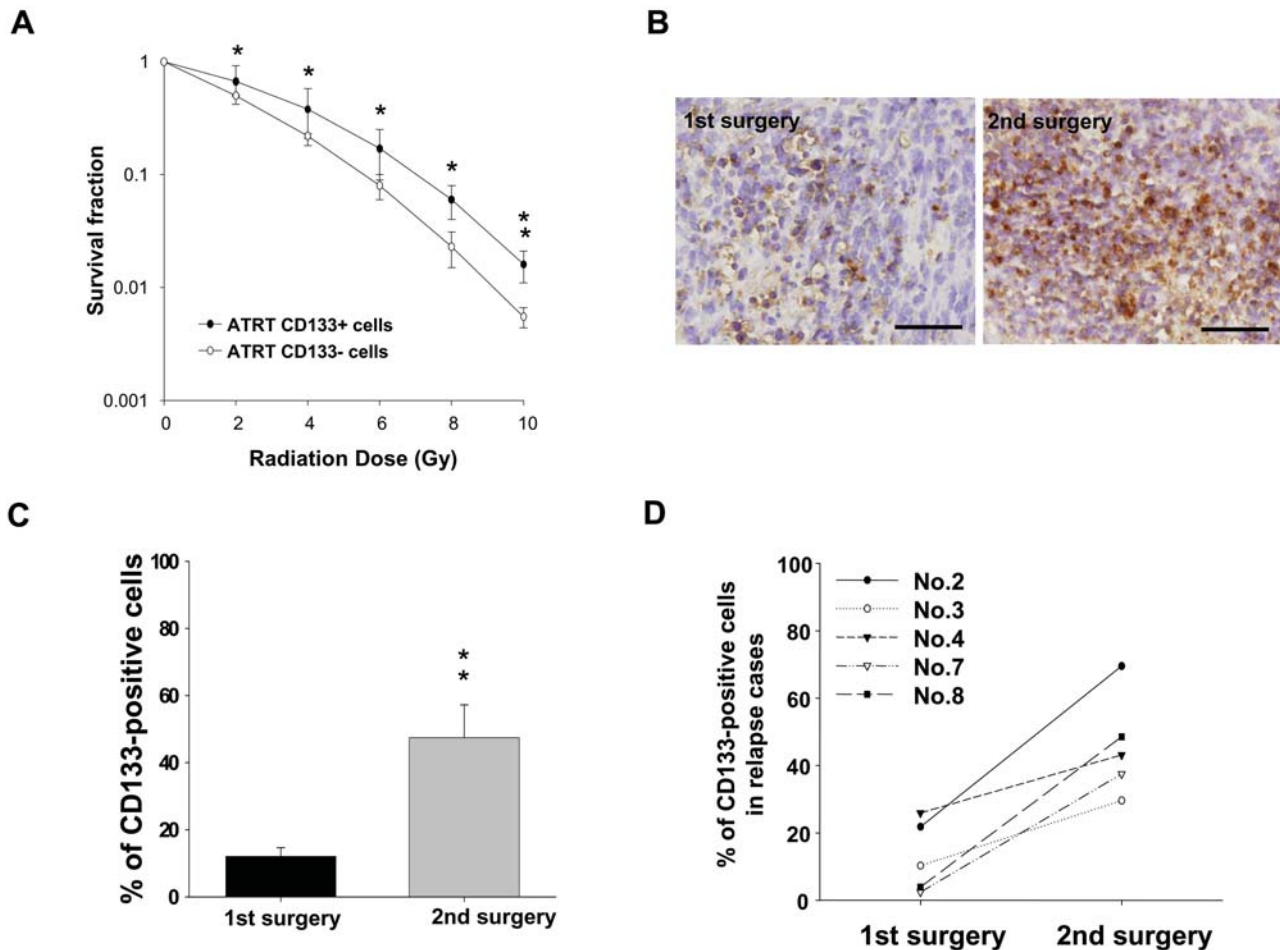 A
1
0.1
0.01
0.001
Survival fraction
*
*
*
*
*
*
ATRT CD133+ cells
ATRT CD133- cells
0 2 4 6 8 10
Radiation Dose (Gy)
B
1st surgery
2nd surgery
C
% of CD133-positive cells
100
80
60
40
20
0
*
*
1st surgery 2nd surgery
D
% of CD133-positive cells
in relapse cases
100
80
60
40
20
0
No.2
No.3
No.4
No.7
No.8
1st surgery 2nd surgery